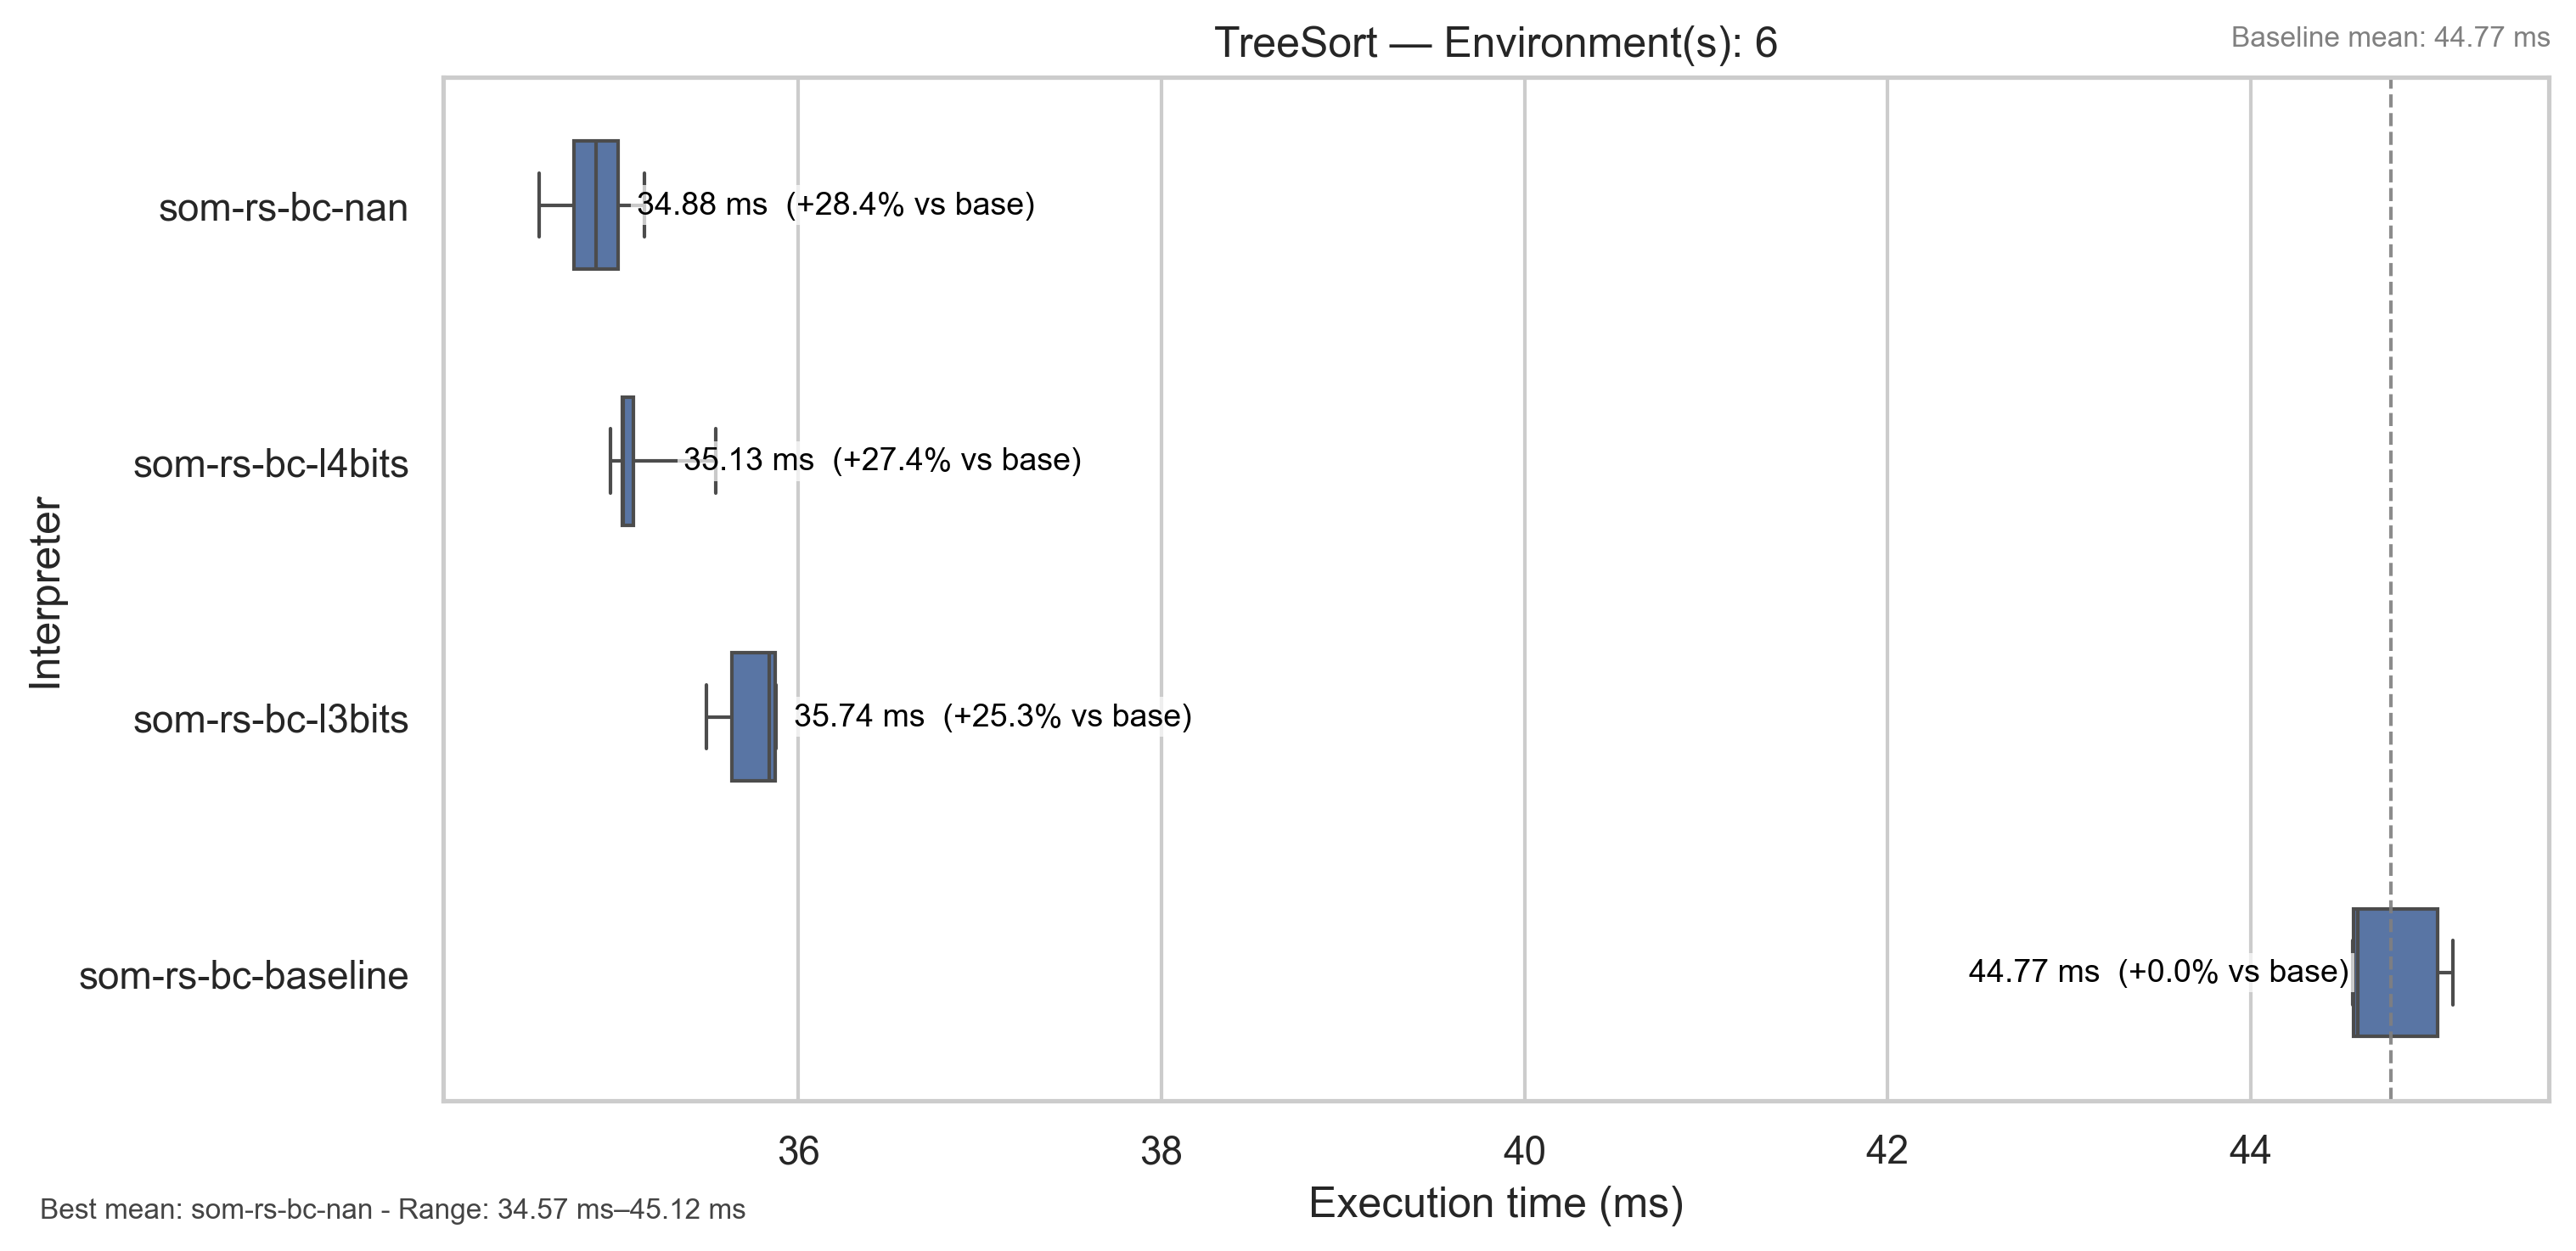 TreeSort — Environment(s): 6
Baseline mean: 44.77 ms
Interpreter
som-rs-bc-nan
34.88 ms  (+28.4% vs base)
som-rs-bc-l4bits
35.13 ms  (+27.4% vs base)
som-rs-bc-l3bits
35.74 ms  (+25.3% vs base)
som-rs-bc-baseline
44.77 ms  (+0.0% vs base)
36 38 40 42 44
Execution time (ms)
Best mean: som-rs-bc-nan - Range: 34.57 ms–45.12 ms